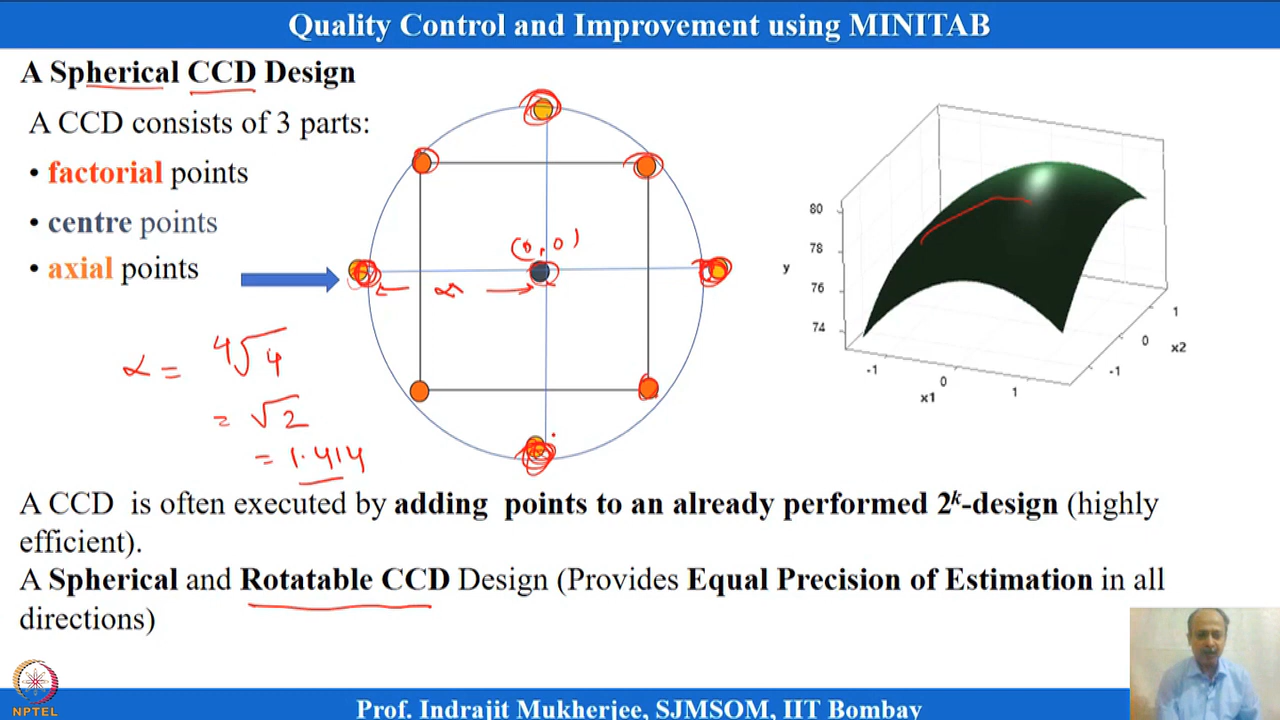 Quality Control and Improvement using MINITAB
A Spherical CCD Design
A CCD consists of 3 parts:
• factorial points
• centre points
• axial points
(0,0)
α
α = ⁴√4
= √2
= 1.414
80
78
76
74
y
-1
0
1
x1
-1
0
1
x2
A CCD is often executed by adding points to an already performed 2ᵏ-design (highly
efficient).
A Spherical and Rotatable CCD Design (Provides Equal Precision of Estimation in all
directions)
NPTEL
Prof. Indrajit Mukherjee, SJMSOM, IIT Bombay